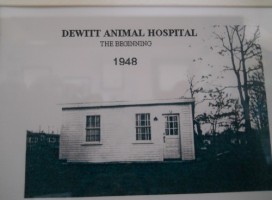 DEWITT ANIMAL HOSPITAL
THE BEGINNING
1948